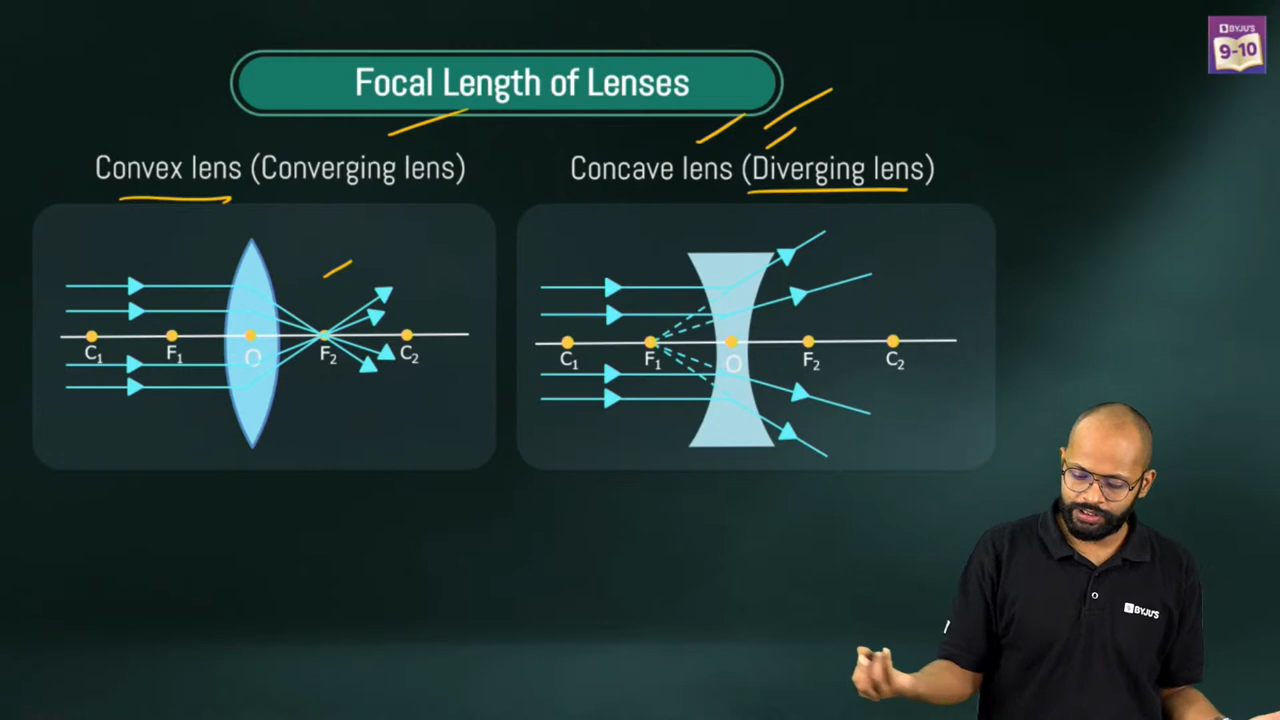 BYJU'S
9-10
Focal Length of Lenses
Convex lens (Converging lens)
Concave lens (Diverging lens)
C₁ F₁ O F₂ C₂
C₁ F₁ O F₂ C₂
BYJU'S